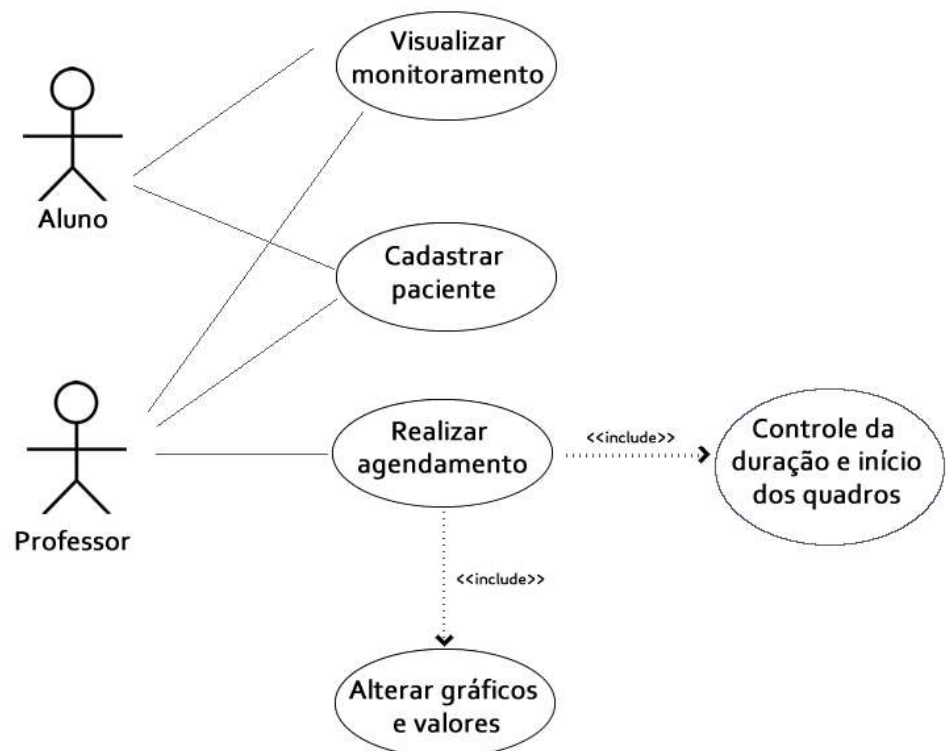 Visualizar
monitoramento
Aluno
Cadastrar
paciente
Realizar
agendamento
<<include>>
Controle da
duração e início
dos quadros
Professor
<<include>>
Alterar gráficos
e valores